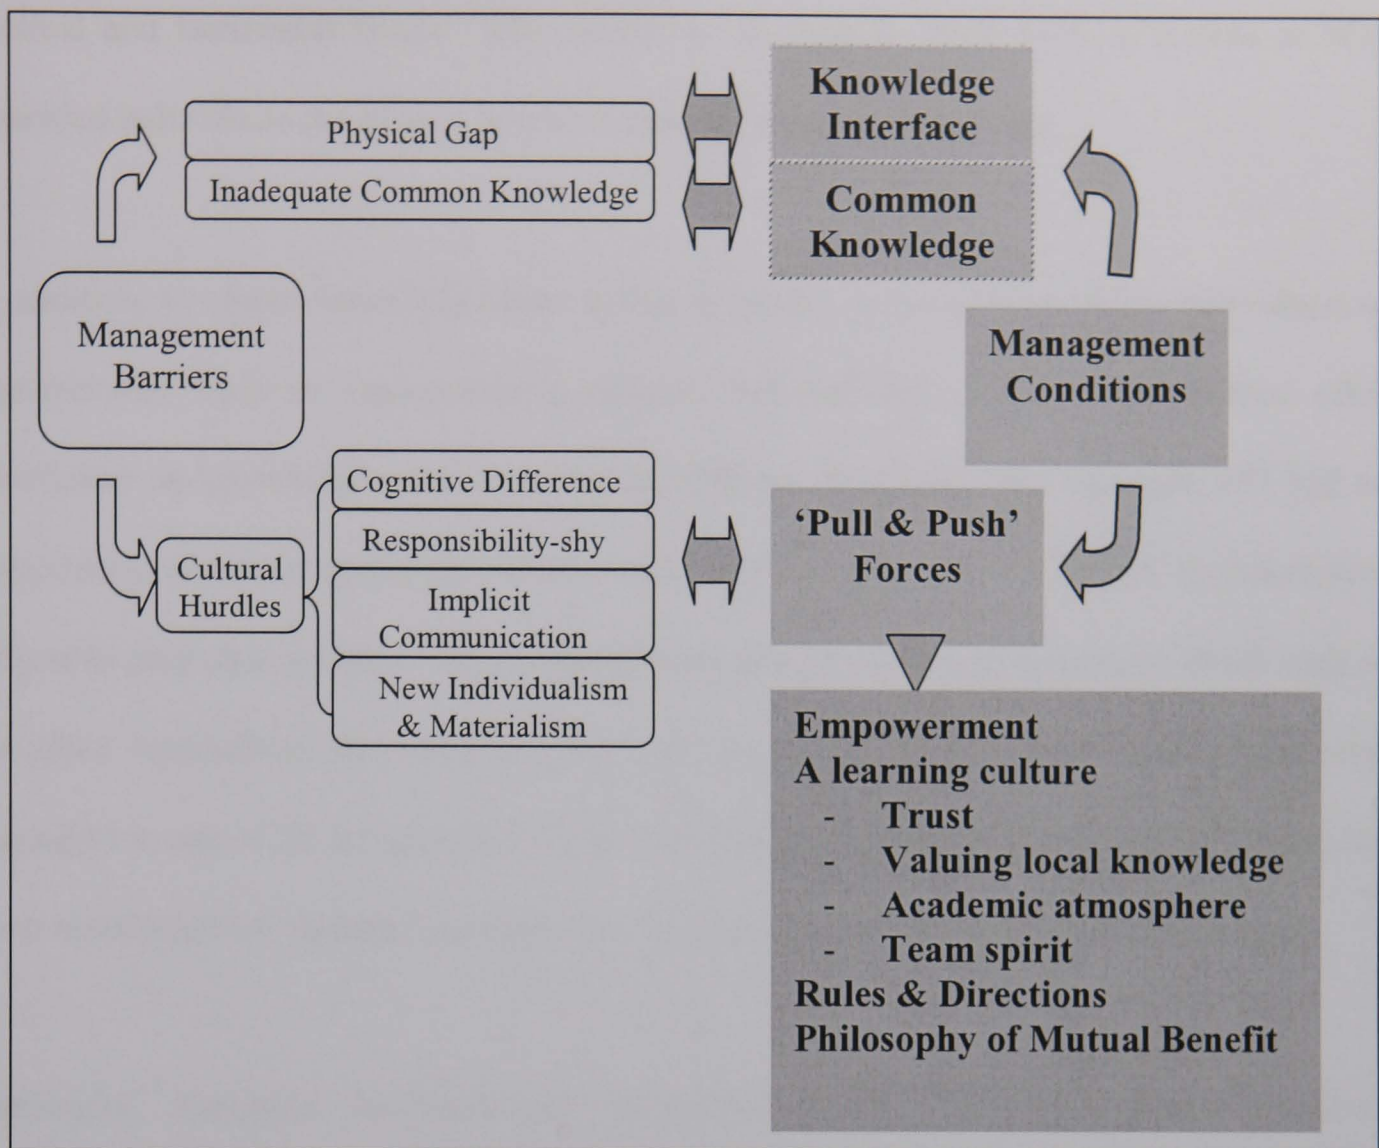 Physical Gap
Inadequate Common Knowledge
Knowledge
Interface
Common
Knowledge
Management
Barriers
Management
Conditions
Cultural
Hurdles
Cognitive Difference
Responsibility-shy
Implicit
Communication
New Individualism
& Materialism
‘Pull & Push’
Forces
Empowerment
A learning culture
- Trust
- Valuing local knowledge
- Academic atmosphere
- Team spirit
Rules & Directions
Philosophy of Mutual Benefit